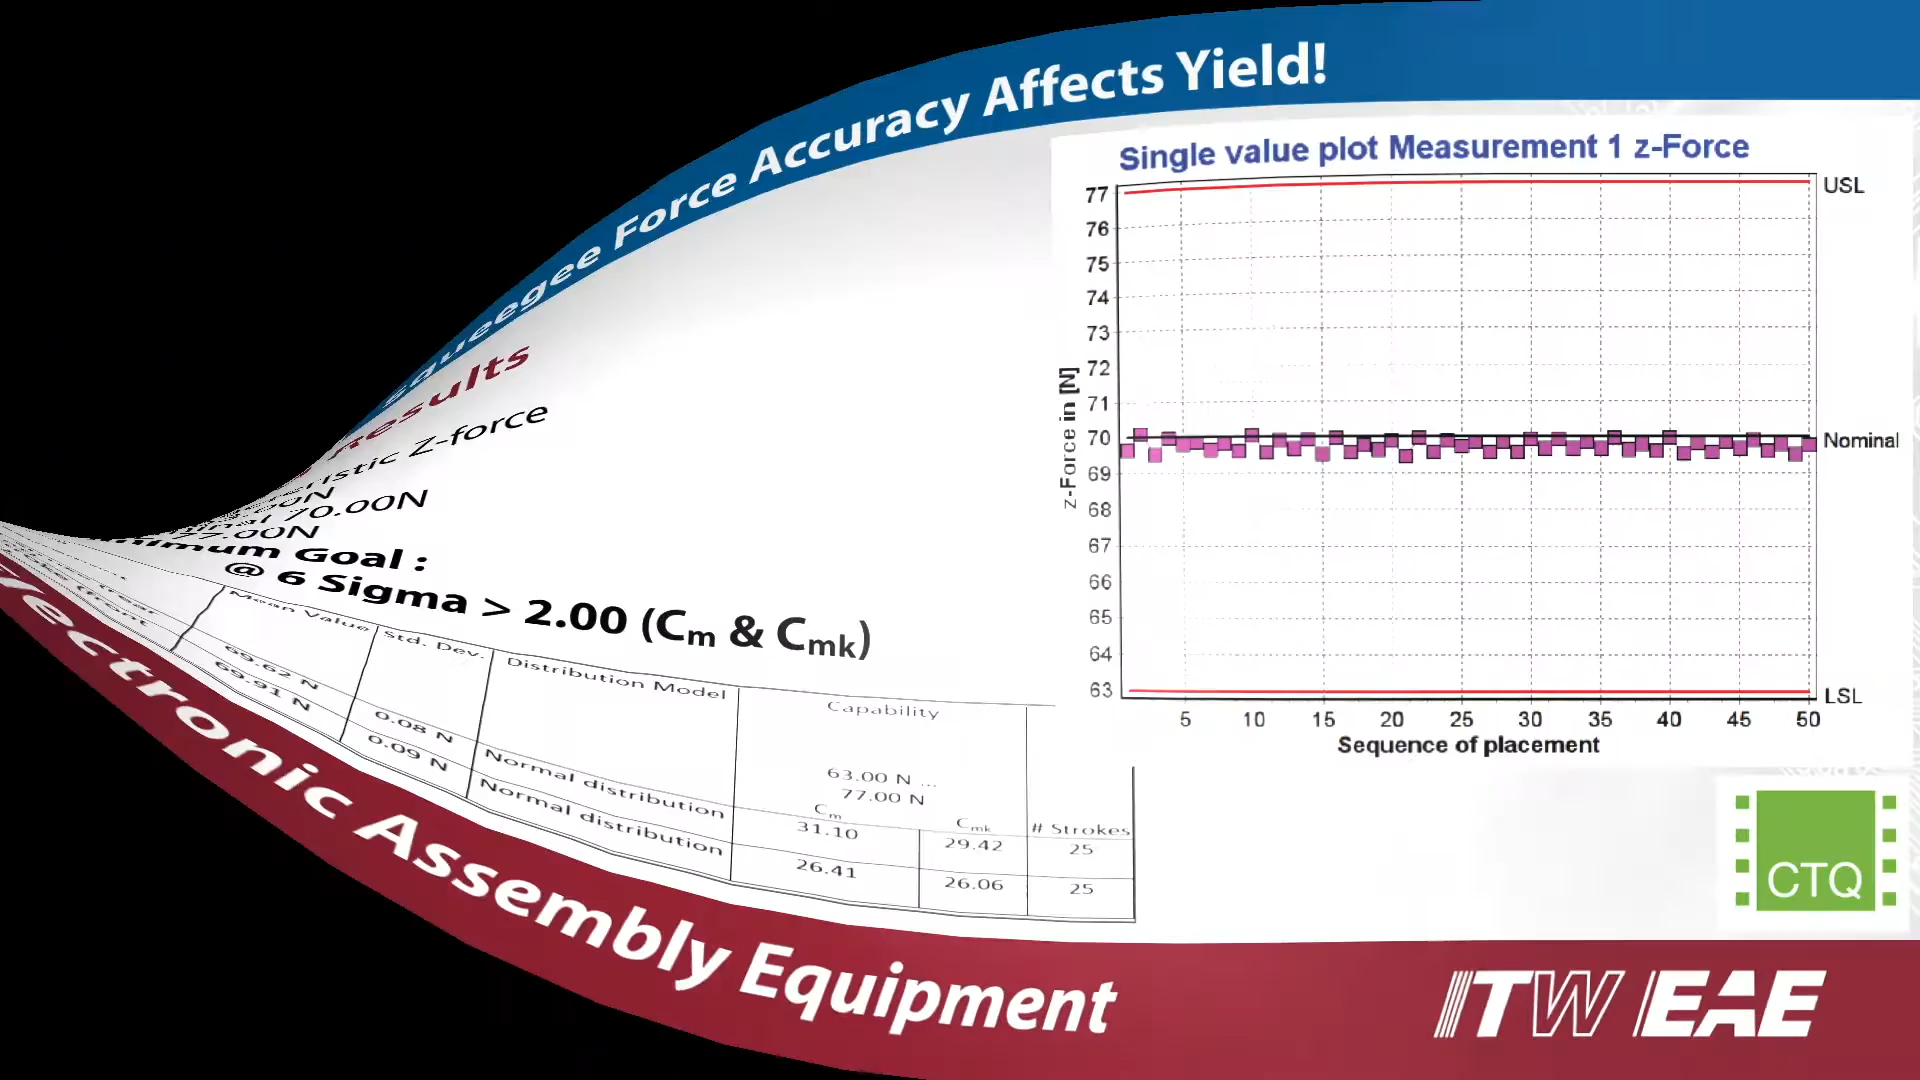 Squeegee Force Accuracy Affects Yield!
Results
Z-force
70.00N
77.00N
Goal :
@ 6 Sigma > 2.00 (Cm & Cmk)
Mean Value
Std. Dev.
Distribution Model
Capability
63.00 N ...
77.00 N
Cm
Cmk
# Strokes
69.62 N
0.08 N
Normal distribution
31.10
29.42
25
69.91 N
0.09 N
Normal distribution
26.41
26.06
25
Single value plot Measurement 1 z-Force
z-Force in [N]
77
76
75
74
73
72
71
70
69
68
67
66
65
64
63
USL
Nominal
LSL
5 10 15 20 25 30 35 40 45 50
Sequence of placement
CTQ
Electronic Assembly Equipment
ITW EAE